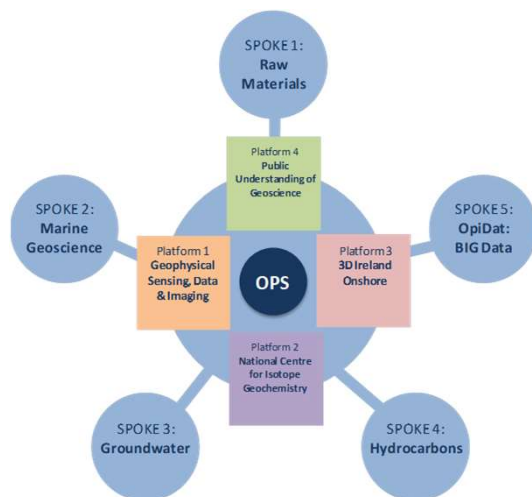 SPOKE 1:
Raw
Materials
Platform 4
Public
Understanding of
Geoscience
SPOKE 2:
Marine
Geoscience
SPOKE 5:
OpiDat:
BIG Data
Platform 1
Geophysical
Sensing, Data
& Imaging
OPS
Platform 3
3D Ireland
Onshore
Platform 2
National Centre
for Isotope
Geochemistry
SPOKE 3:
Groundwater
SPOKE 4:
Hydrocarbons